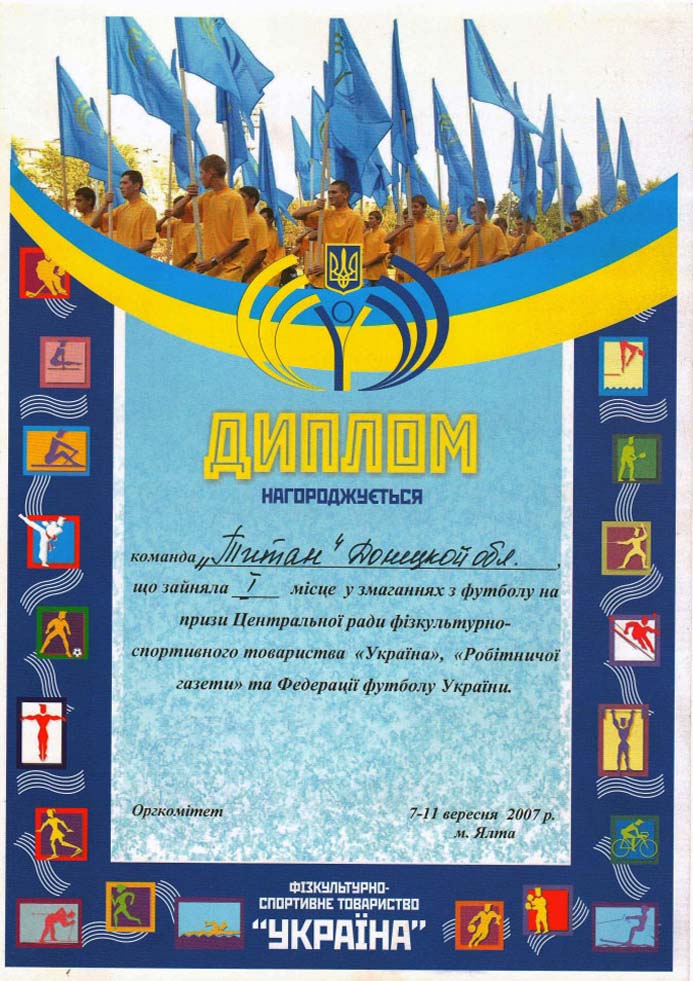 ДИПЛОМ
НАГОРОДЖУЄТЬСЯ
команда „Титан“ Донецкой обл.,
що зайняла I місце у змаганнях з футболу на
призи Центральної ради фізкультурно-
спортивного товариства «Україна», «Робітничої
газети» та Федерації футболу України.
Оргкомітет 7-11 вересня 2007 р.
м. Ялта
ФІЗКУЛЬТУРНО-
СПОРТИВНЕ ТОВАРИСТВО
"УКРАЇНА"